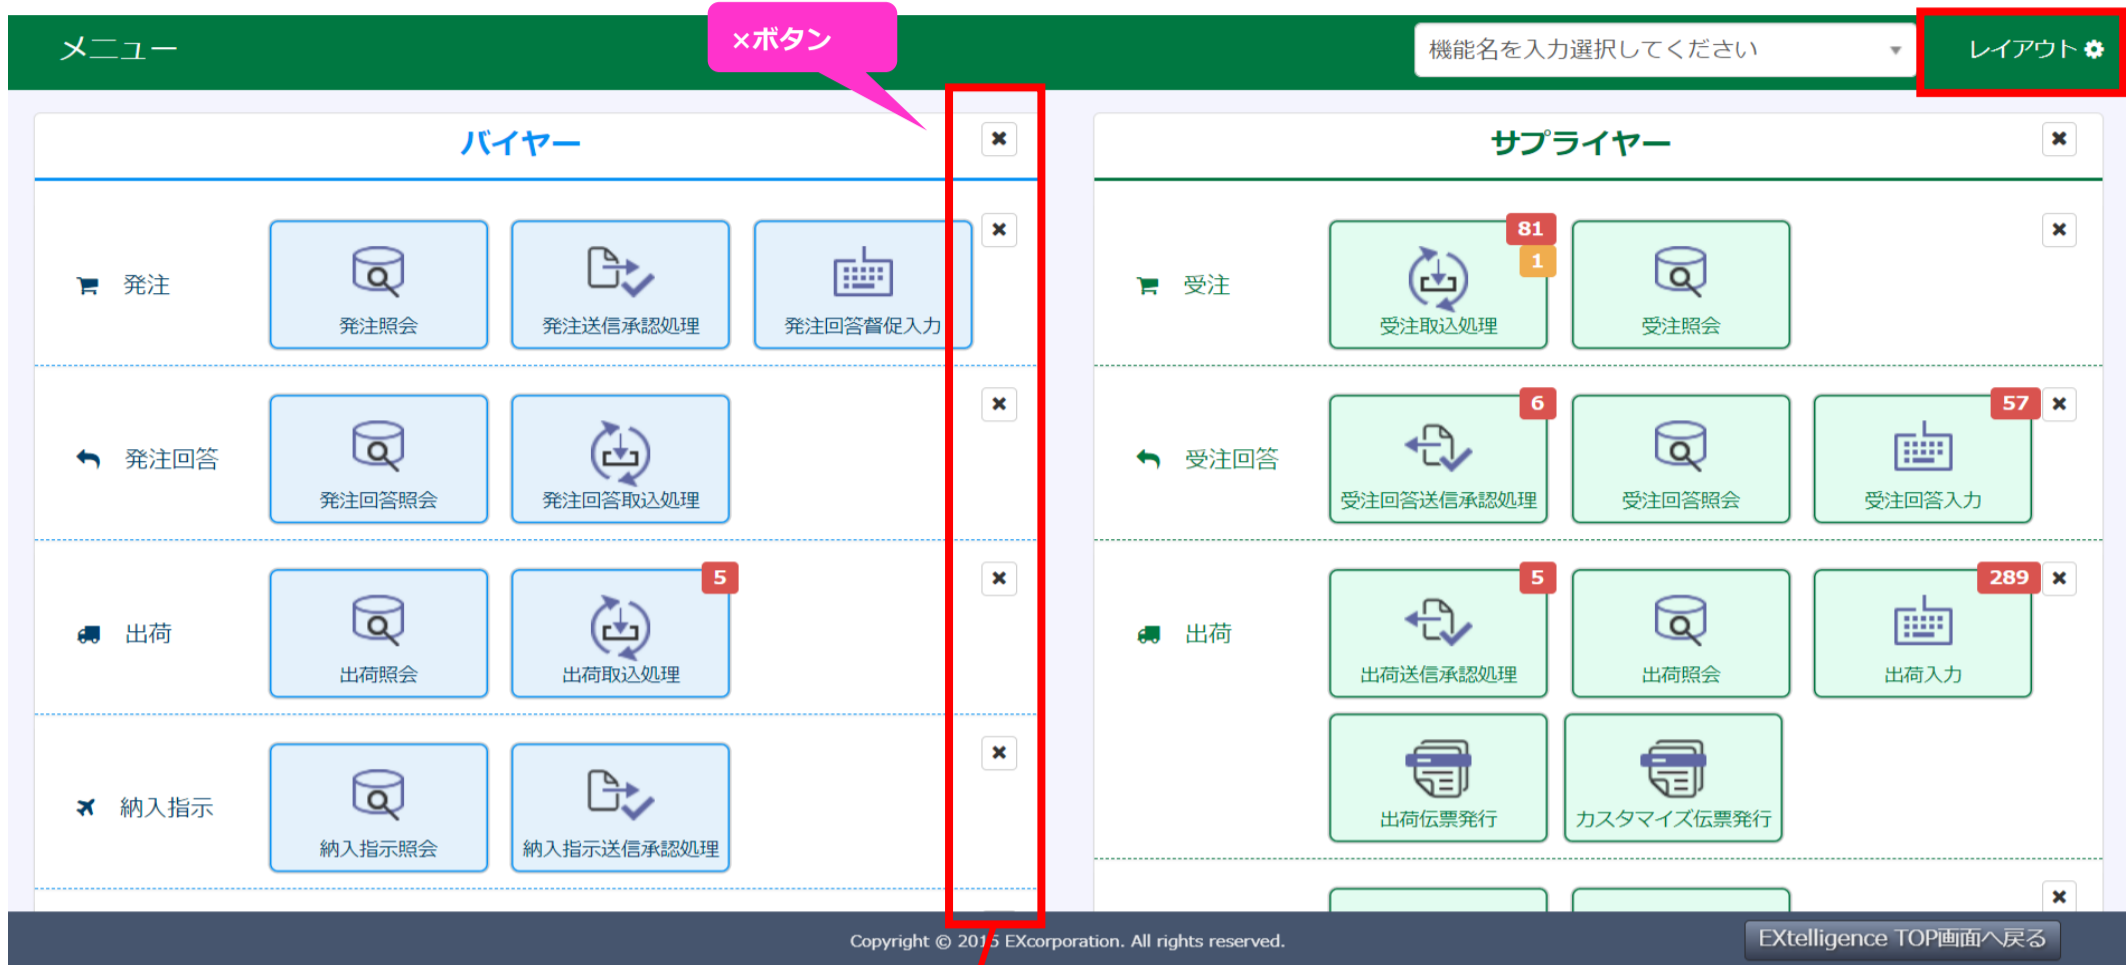 メニュー
×ボタン
機能名を入力選択してください
レイアウト
バイヤー
発注
発注照会
発注送信承認処理
発注回答督促入力
発注回答
発注回答照会
発注回答取込処理
出荷
出荷照会
5
出荷取込処理
納入指示
納入指示照会
納入指示送信承認処理
サプライヤー
受注
81
1
受注取込処理
受注照会
受注回答
6
受注回答送信承認処理
受注回答照会
57
受注回答入力
出荷
5
出荷送信承認処理
出荷照会
289
出荷入力
出荷伝票発行
カスタマイズ伝票発行
Copyright © 2015 EXcorporation. All rights reserved.
EXtelligence TOP画面へ戻る